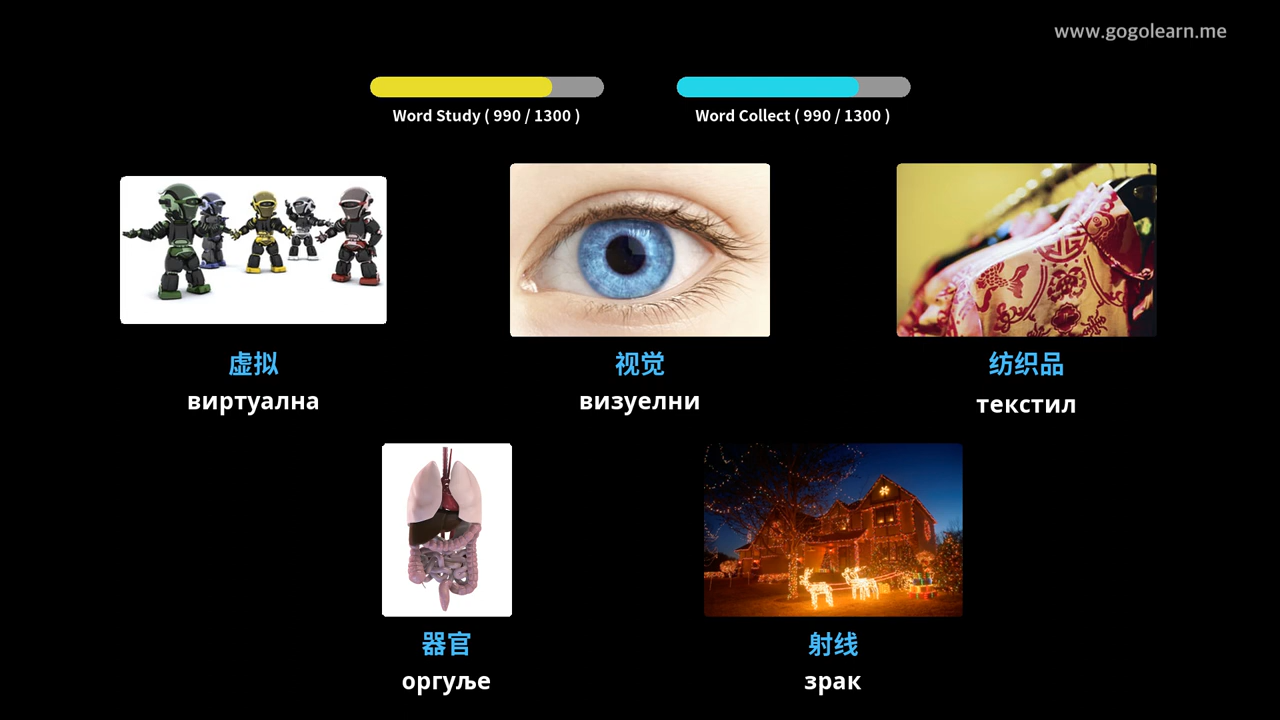 www.gogolearn.me
Word Study ( 990 / 1300 )
Word Collect ( 990 / 1300 )
虚拟
виртуална
视觉
визуелни
纺织品
текстил
器官
оргуље
射线
зрак